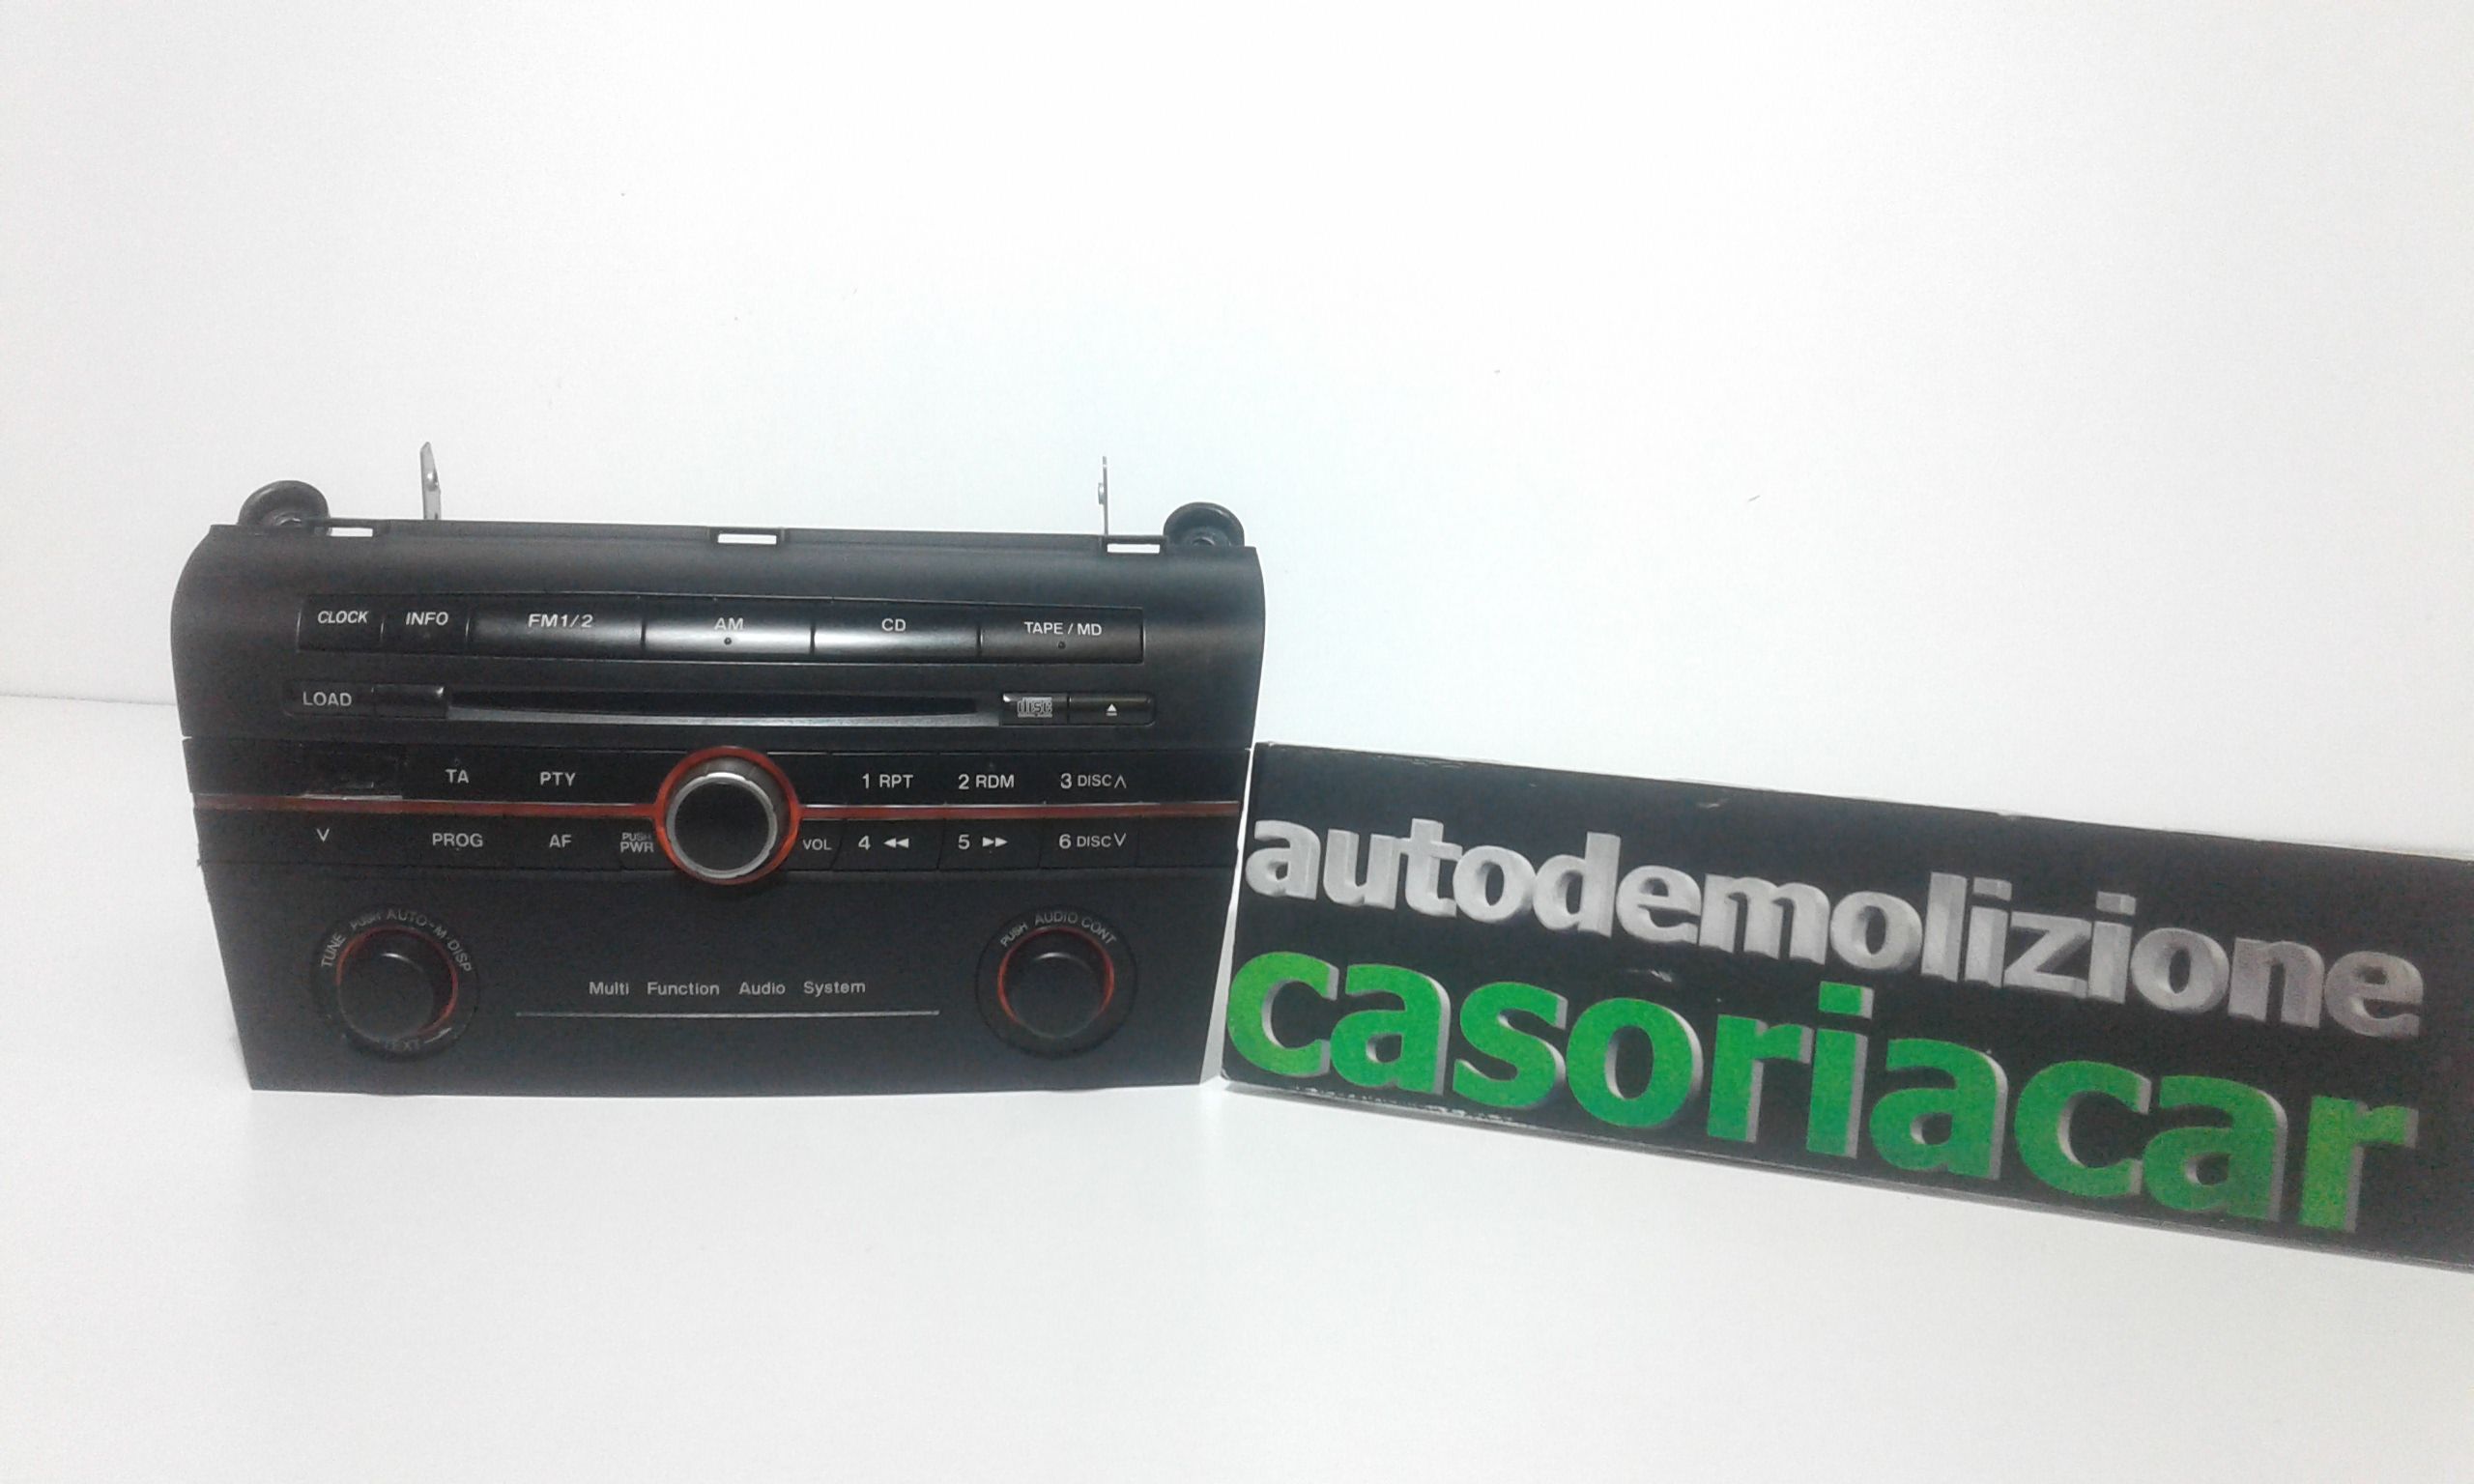 CLOCK INFO FM1/2 AM CD TAPE / MD
LOAD disc
TA PTY 1 RPT 2 RDM 3 DISC ∧
∨ PROG AF PUSH PWR VOL 4 ◀◀ 5 ▶▶ 6 DISC ∨
TUNE PUSH AUTO-M·DISP
TEXT
PUSH AUDIO CONT
Multi Function Audio System
autodemolizione
casoriacar